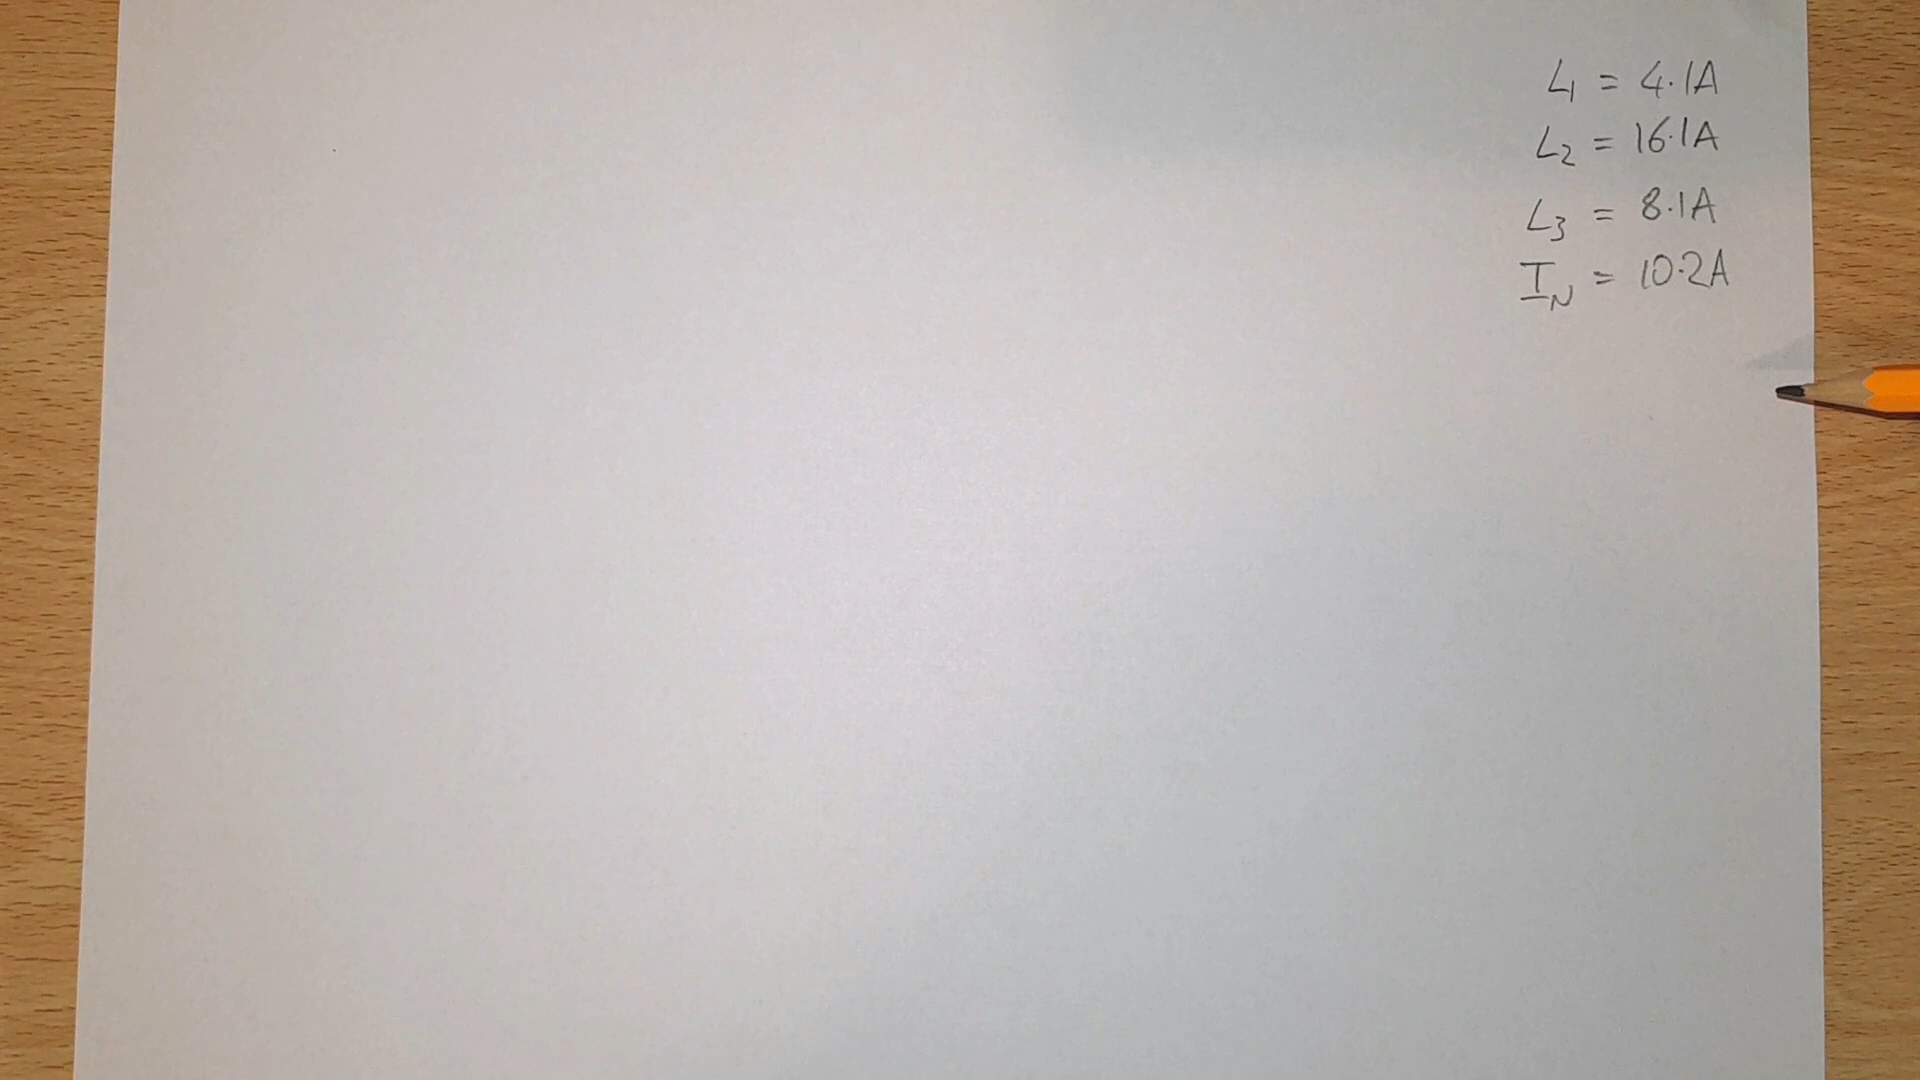 L1 = 4.1A
L2 = 16.1A
L3 = 8.1A
IN = 10.2A